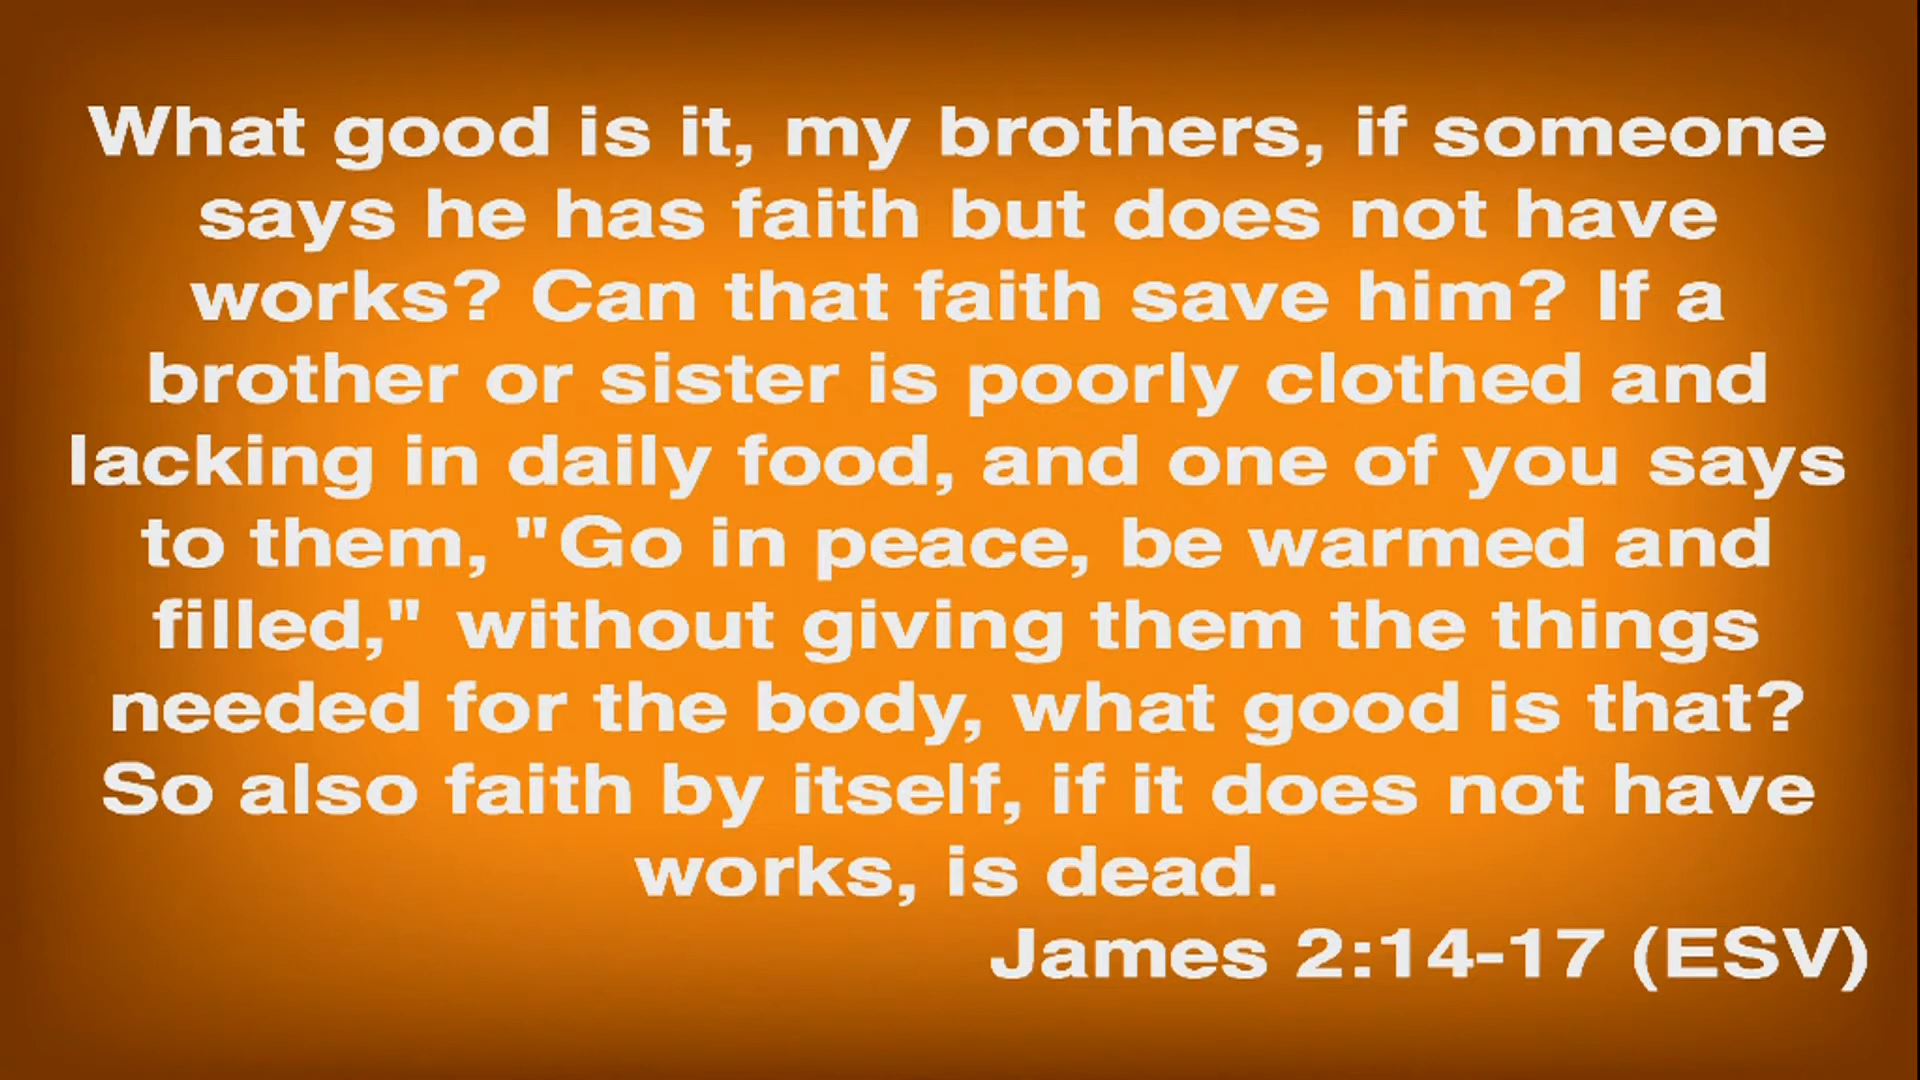 What good is it, my brothers, if someone
says he has faith but does not have
works? Can that faith save him? If a
brother or sister is poorly clothed and
lacking in daily food, and one of you says
to them, "Go in peace, be warmed and
filled," without giving them the things
needed for the body, what good is that?
So also faith by itself, if it does not have
works, is dead.
James 2:14-17 (ESV)